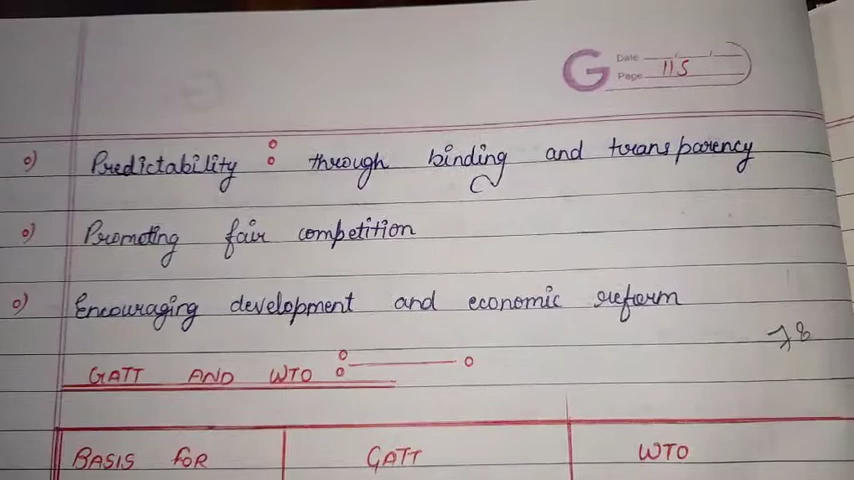 G Date
Page 115
o) Predictability : through binding and transparency
o) Promoting fair competition
o) Encouraging development and economic reform
GATT AND WTO :
BASIS FOR GATT WTO